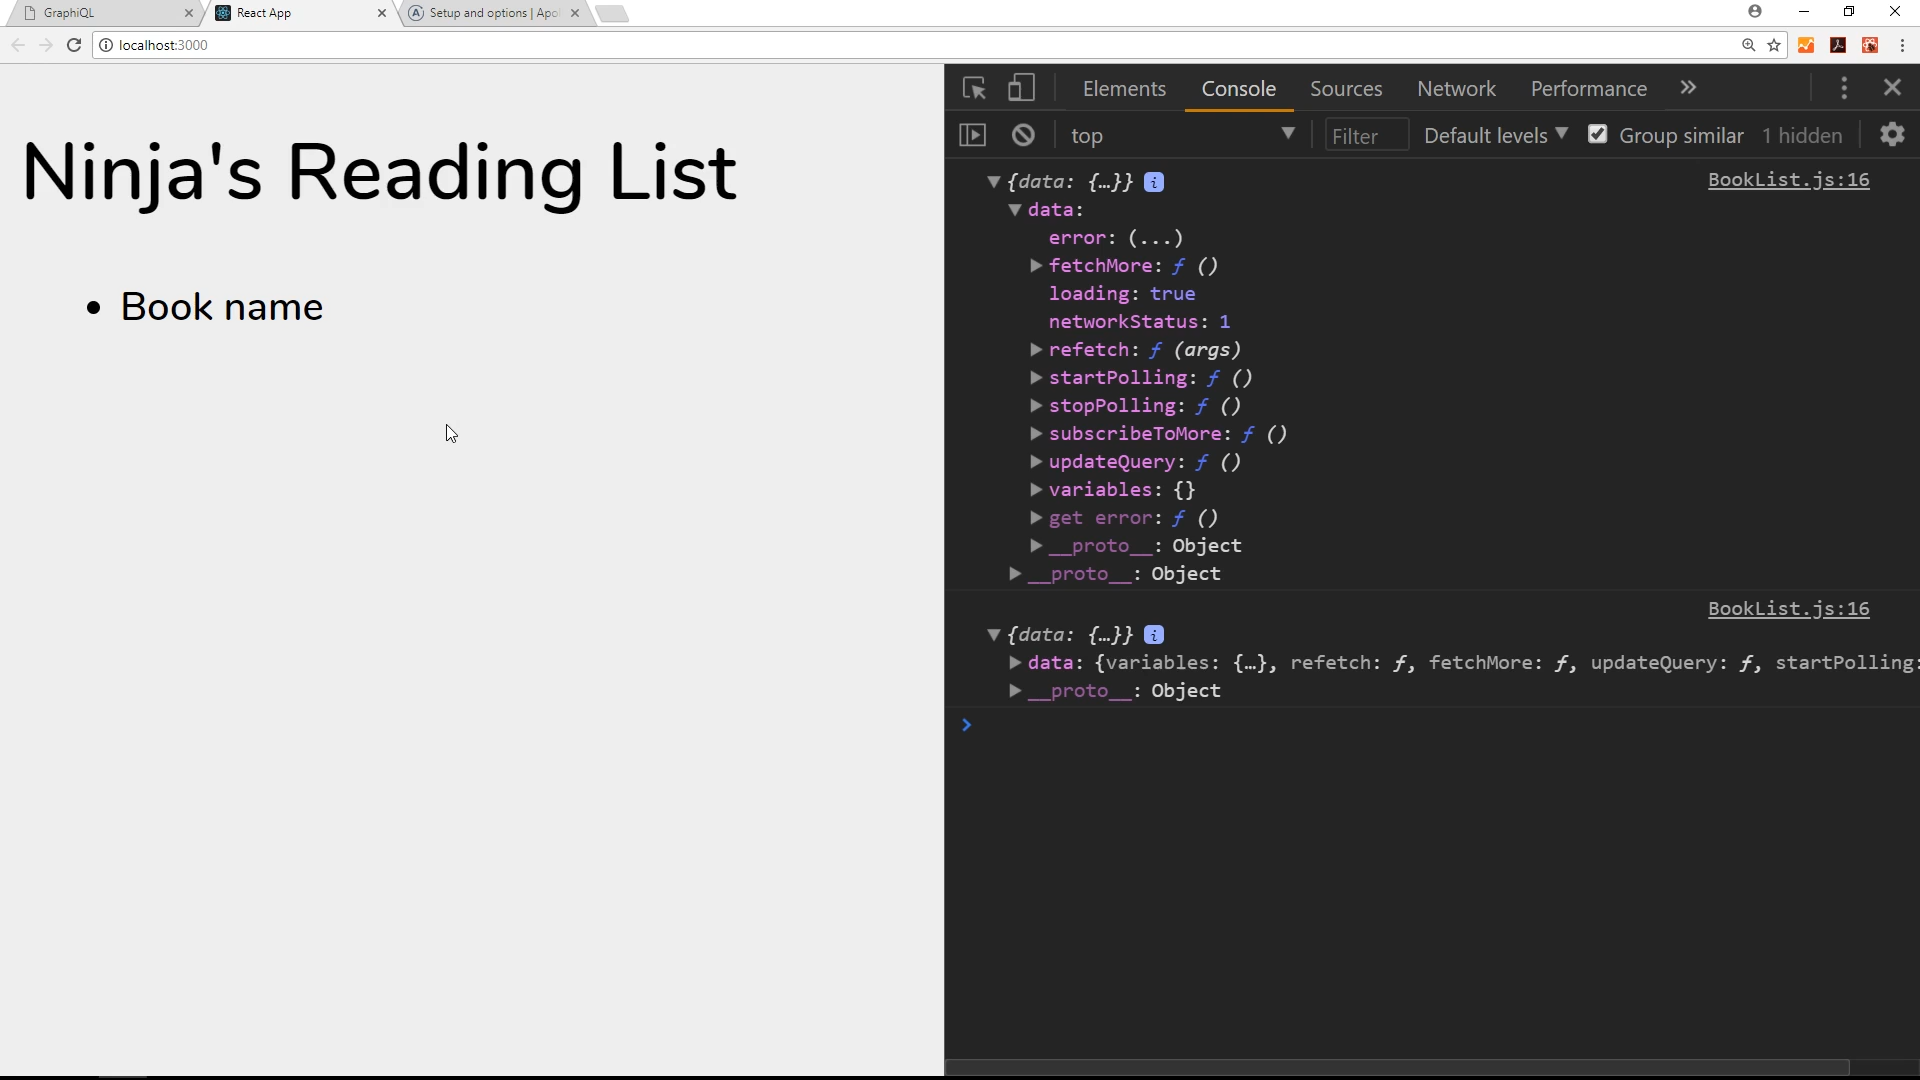 GraphiQL
React App
Setup and options | Apo
localhost:3000
Ninja's Reading List
• Book name
Elements Console Sources Network Performance
top Filter Default levels Group similar 1 hidden
{data: {…}} i BookList.js:16
data:
error: (...)
fetchMore: ƒ ()
loading: true
networkStatus: 1
refetch: ƒ (args)
startPolling: ƒ ()
stopPolling: ƒ ()
subscribeToMore: ƒ ()
updateQuery: ƒ ()
variables: {}
get error: ƒ ()
__proto__: Object
__proto__: Object
BookList.js:16
{data: {…}} i
data: {variables: {…}, refetch: ƒ, fetchMore: ƒ, updateQuery: ƒ, startPolling:
__proto__: Object